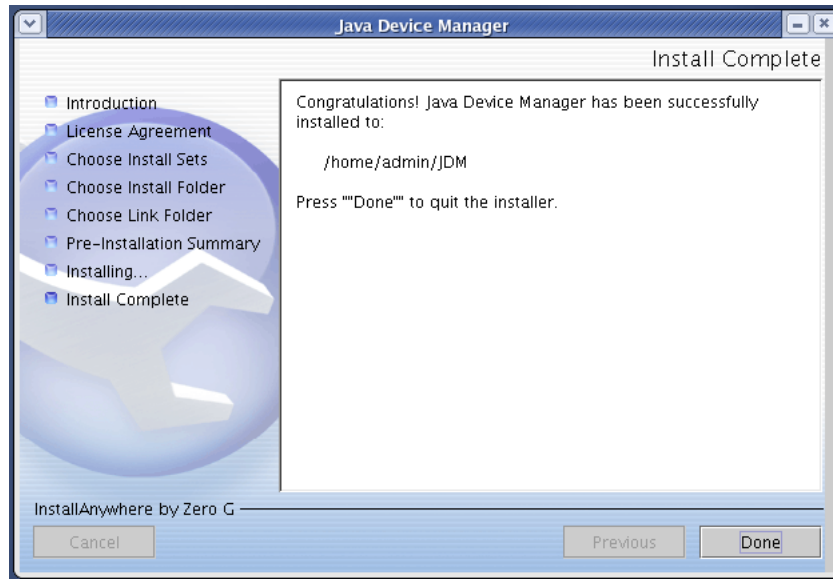 Java Device Manager
Install Complete
Introduction
License Agreement
Choose Install Sets
Choose Install Folder
Choose Link Folder
Pre-Installation Summary
Installing...
Install Complete
Congratulations! Java Device Manager has been successfully
installed to:
/home/admin/JDM
Press ""Done"" to quit the installer.
InstallAnywhere by Zero G
Cancel
Previous
Done